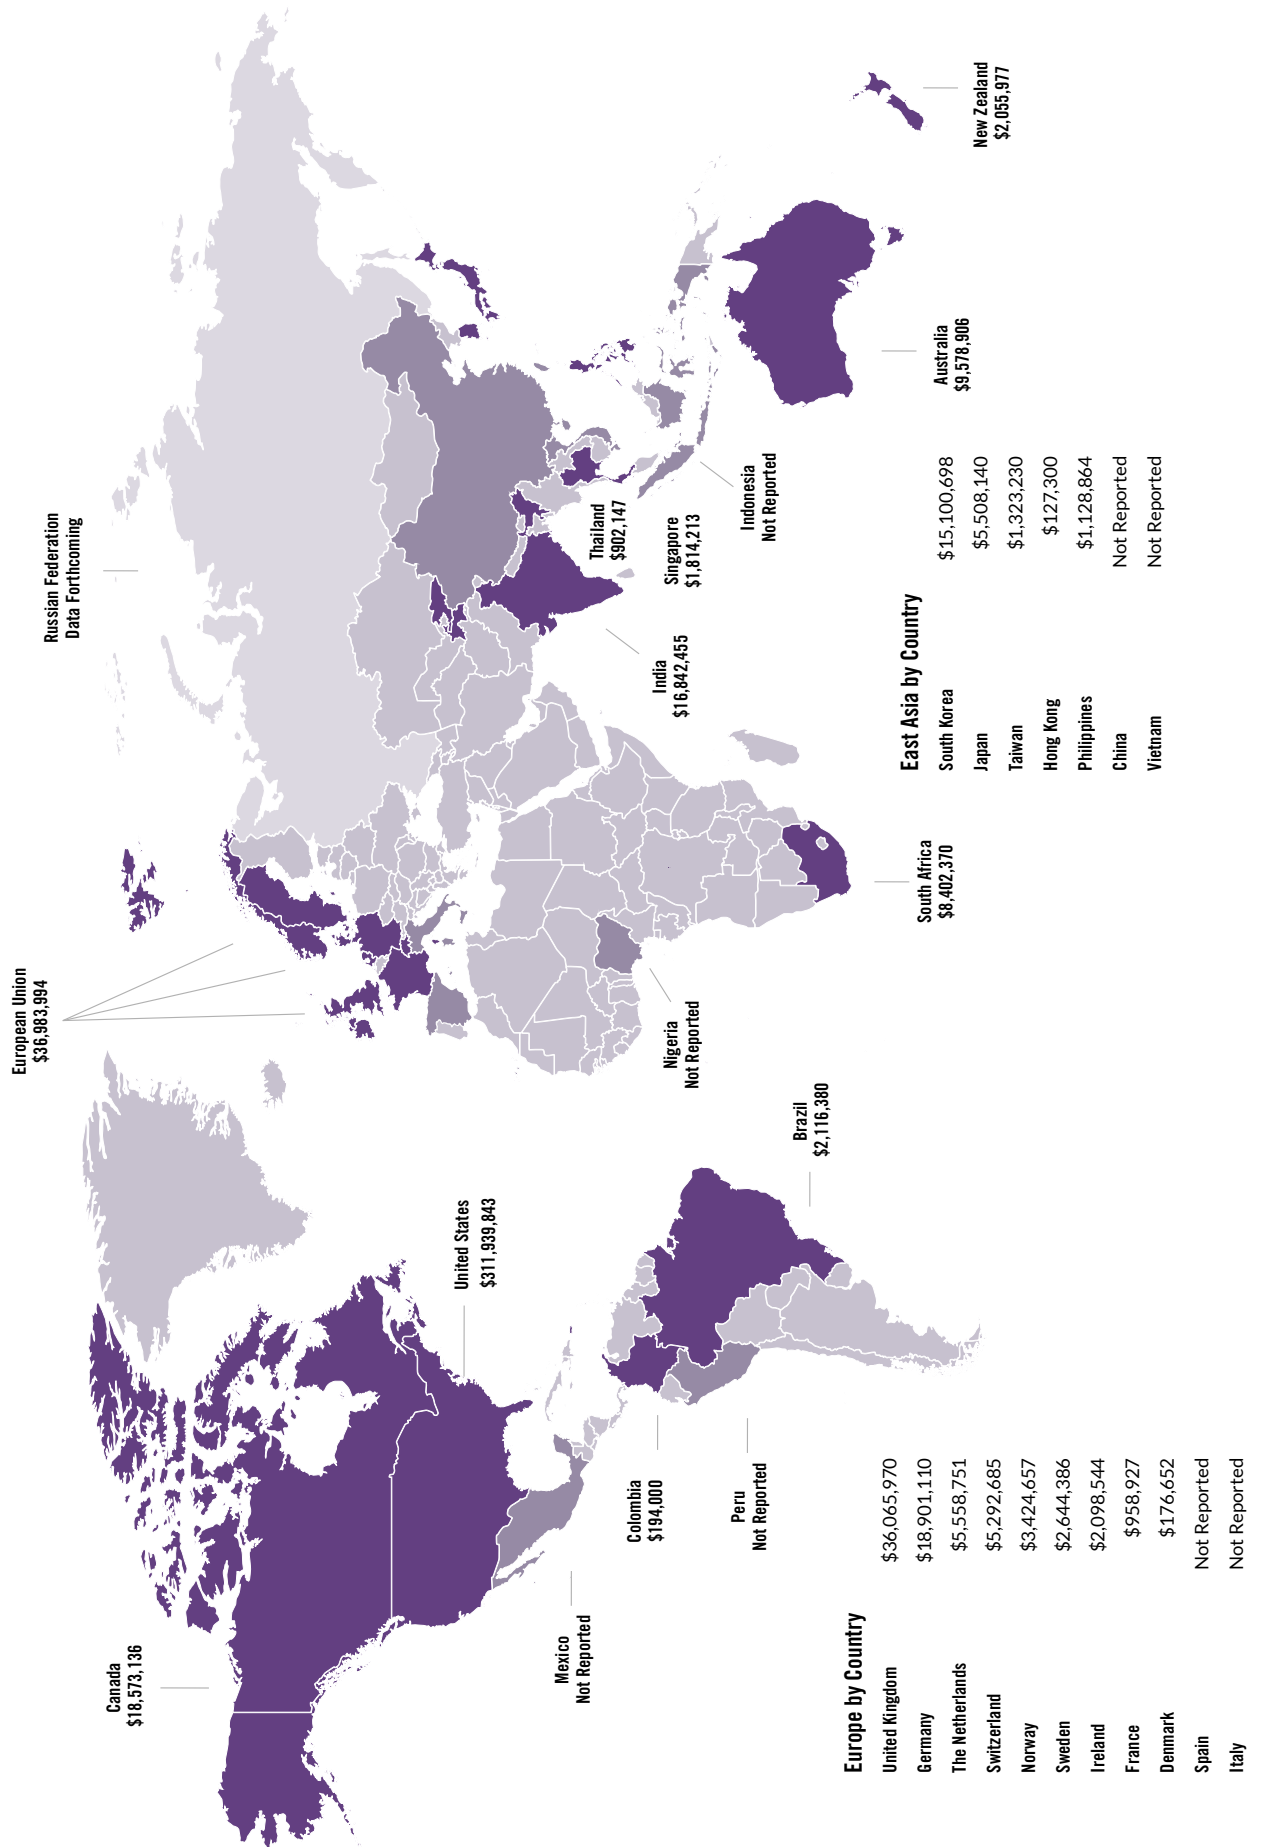 Russian Federation
Data Forthcoming
European Union
$36,983,994
Canada
$18,573,136
United States
$311,939,843
Mexico
Not Reported
Colombia
$194,000
Peru
Not Reported
Brazil
$2,116,380
Nigeria
Not Reported
South Africa
$8,402,370
India
$16,842,455
Thailand
$902,147
Singapore
$1,814,213
Indonesia
Not Reported
Australia
$9,578,906
New Zealand
$2,055,977
Europe by Country
United Kingdom $36,065,970
Germany $18,901,110
The Netherlands $5,558,751
Switzerland $5,292,685
Norway $3,424,657
Sweden $2,644,386
Ireland $2,098,544
France $958,927
Denmark $176,652
Spain Not Reported
Italy Not Reported
East Asia by Country
South Korea $15,100,698
Japan $5,508,140
Taiwan $1,323,230
Hong Kong $127,300
Philippines $1,128,864
China Not Reported
Vietnam Not Reported